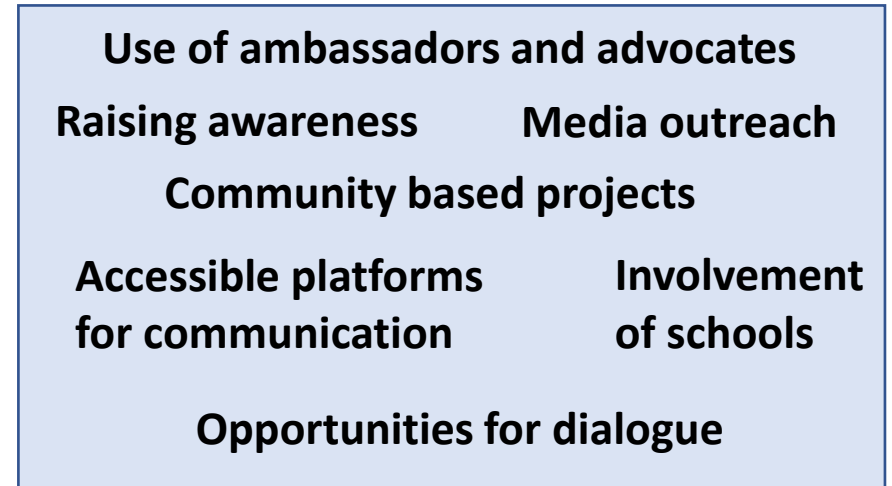 Use of ambassadors and advocates
Raising awareness
Media outreach
Community based projects
Accessible platforms
for communication
Involvement
of schools
Opportunities for dialogue